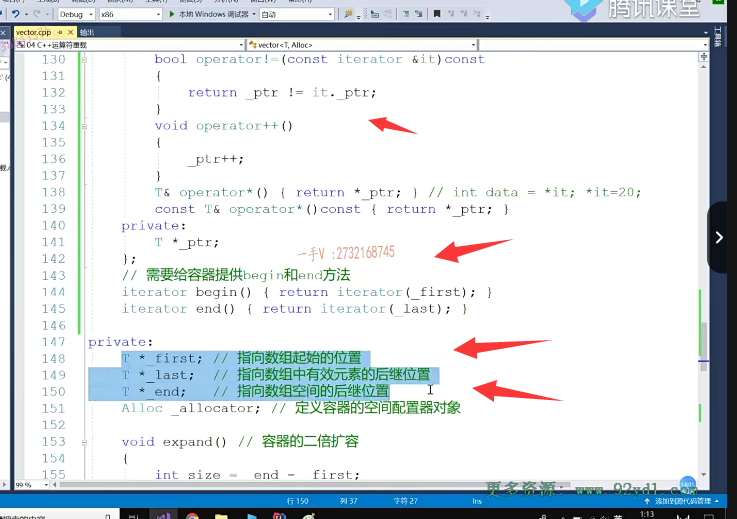 腾讯课堂
Debug x86 本地 Windows 调试器 自动
vector.cpp 输出
04 C++运算符重载 vector<T, Alloc>
130 bool operator!=(const iterator &it)const
131 {
132 return _ptr != it._ptr;
133 }
134 void operator++()
135 {
136 _ptr++;
137 }
138 T& operator*() { return *_ptr; } // int data = *it; *it=20;
139 const T& operator*()const { return *_ptr; }
140 private:
141 T *_ptr;
一手V :2732168745
142 };
143 // 需要给容器提供begin和end方法
144 iterator begin() { return iterator(_first); }
145 iterator end() { return iterator(_last); }
146
147 private:
148 T *_first; // 指向数组起始的位置
149 T *_last; // 指向数组中有效元素的后继位置
150 T *_end; // 指向数组空间的后继位置
151 Alloc _allocator; // 定义容器的空间配置器对象
152
153 void expand() // 容器的二倍扩容
154 {
155 int size = _end - _first;
99 %
更多资源: www.92vd1.com
行 150 列 37 字符 27 Ins 添加到源代码管理
1:13